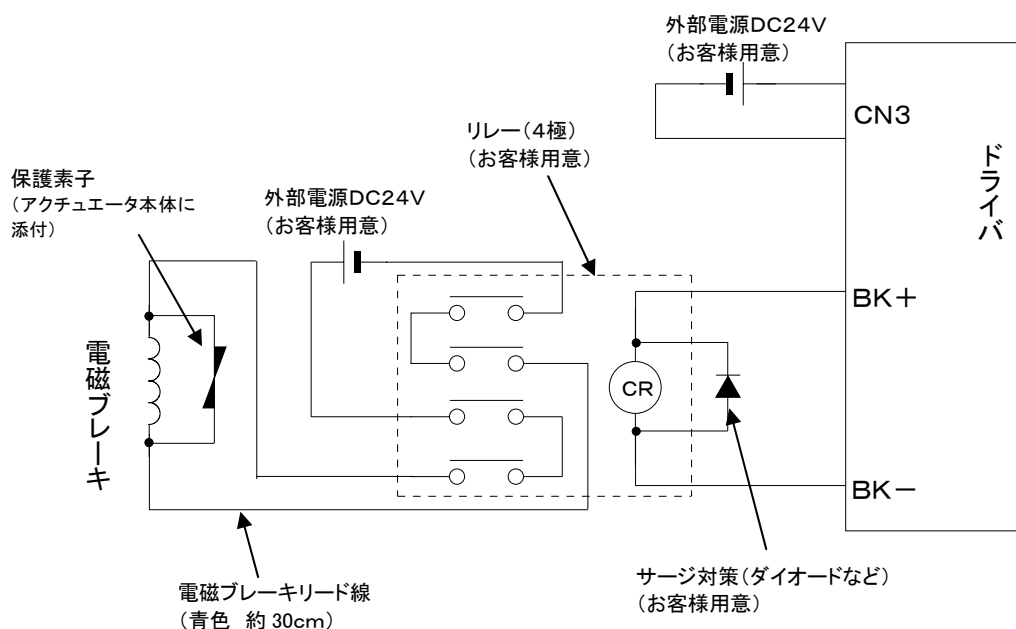 外部電源DC24V
(お客様用意)
CN3
ドライバ
リレー(4極)
(お客様用意)
保護素子
(アクチュエータ本体に
添付)
外部電源DC24V
(お客様用意)
BK+
電磁ブレーキ
CR
BK-
電磁ブレーキリード線
(青色 約30cm)
サージ対策(ダイオードなど)
(お客様用意)